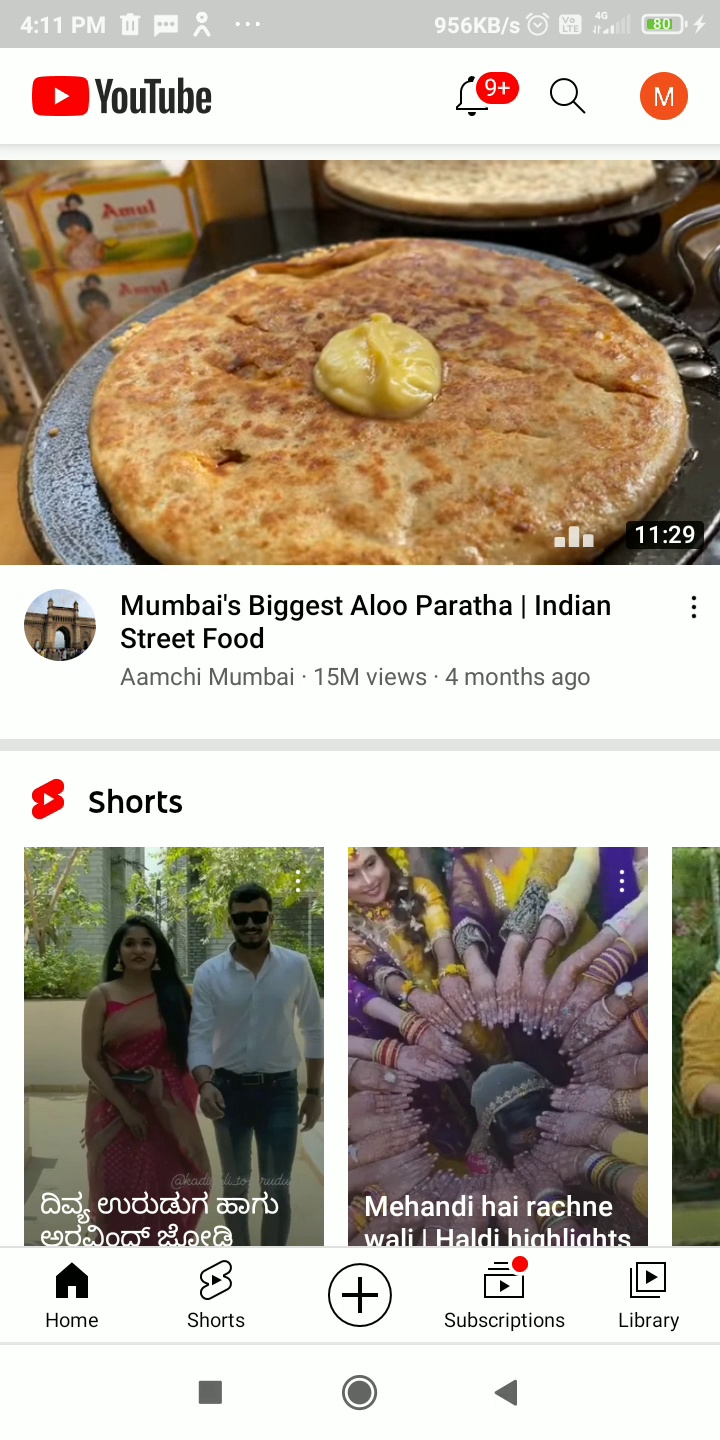 4:11 PM
956KB/s
Vo LTE
4G
80
YouTube
9+
M
Amul
Amul
11:29
Mumbai's Biggest Aloo Paratha | Indian
Street Food
Aamchi Mumbai · 15M views · 4 months ago
Shorts
ದಿವ್ಯ ಉರುಡುಗ ಹಾಗು
ಅರವಿಂದ್ ಜೋಡಿ
Mehandi hai rachne
wali | Haldi highlights
Home
Shorts
Subscriptions
Library